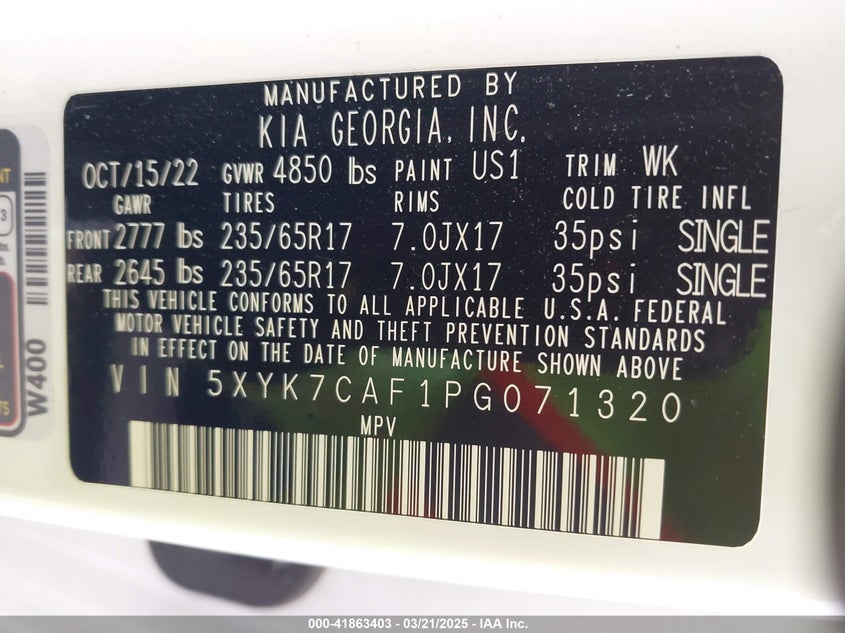 MANUFACTURED BY
KIA GEORGIA, INC.
OCT/15/22 GVWR 4850 lbs PAINT US1 TRIM WK
GAWR TIRES RIMS COLD TIRE INFL
FRONT 2777 lbs 235/65R17 7.0JX17 35psi SINGLE
REAR 2645 lbs 235/65R17 7.0JX17 35psi SINGLE
THIS VEHICLE CONFORMS TO ALL APPLICABLE U.S.A. FEDERAL
MOTOR VEHICLE SAFETY AND THEFT PREVENTION STANDARDS
IN EFFECT ON THE DATE OF MANUFACTURE SHOWN ABOVE
VIN 5XYK7CAF1PG071320
MPV
W400
3
lbs.
000-41863403 - 03/21/2025 - IAA Inc.